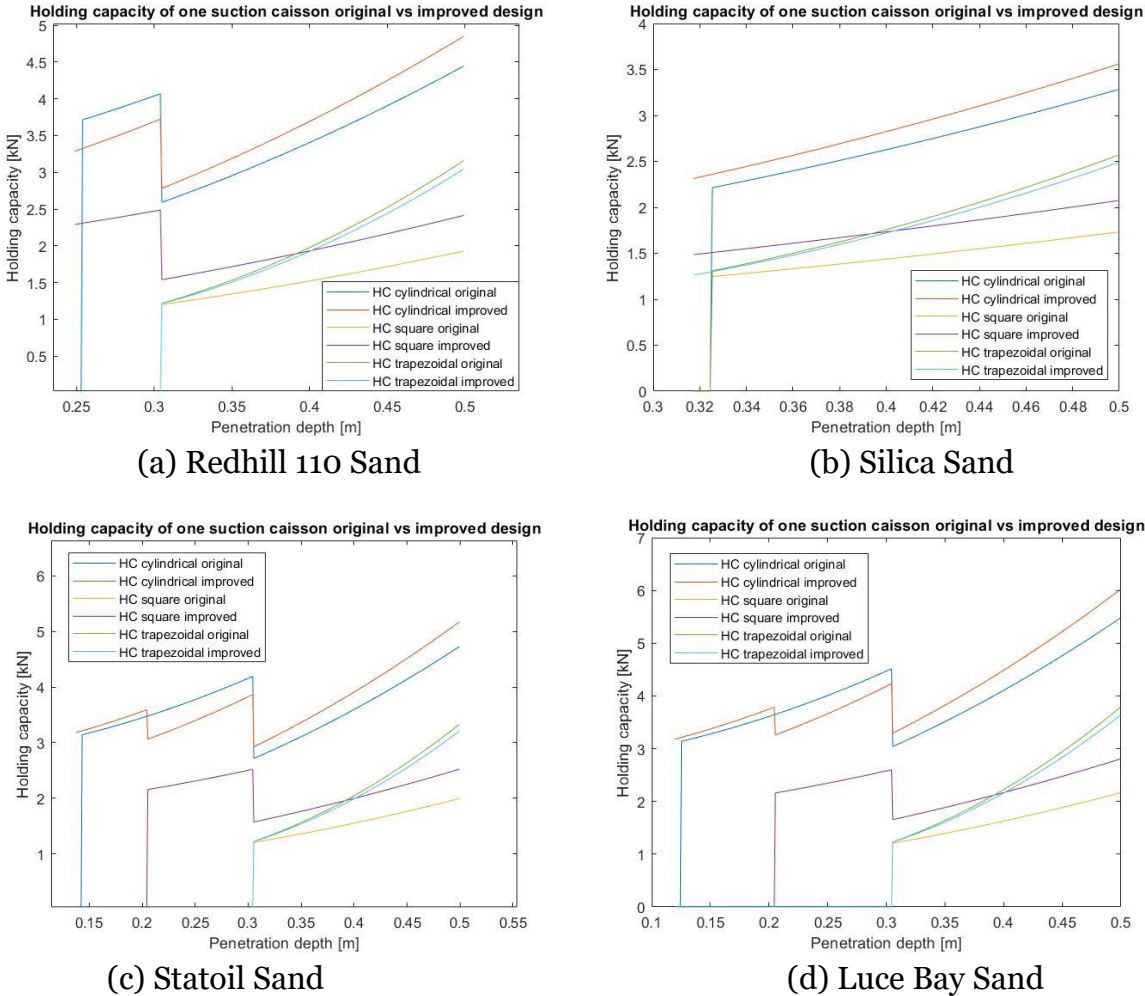 Holding capacity of one suction caisson original vs improved design
Holding capacity [kN]
5
4.5
4
3.5
3
2.5
2
1.5
1
0.5
HC cylindrical original
HC cylindrical improved
HC square original
HC square improved
HC trapezoidal original
HC trapezoidal improved
0.25 0.3 0.35 0.4 0.45 0.5
Penetration depth [m]
(a) Redhill 110 Sand
Holding capacity of one suction caisson original vs improved design
Holding capacity [kN]
4
3.5
3
2.5
2
1.5
1
0.5
0
HC cylindrical original
HC cylindrical improved
HC square original
HC square improved
HC trapezoidal original
HC trapezoidal improved
0.3 0.32 0.34 0.36 0.38 0.4 0.42 0.44 0.46 0.48 0.5
Penetration depth [m]
(b) Silica Sand
Holding capacity of one suction caisson original vs improved design
Holding capacity [kN]
HC cylindrical original
HC cylindrical improved
HC square original
HC square improved
HC trapezoidal original
HC trapezoidal improved
6
5
4
3
2
1
0.15 0.2 0.25 0.3 0.35 0.4 0.45 0.5 0.55
Penetration depth [m]
(c) Statoil Sand
Holding capacity of one suction caisson original vs improved design
Holding capacity [kN]
HC cylindrical original
HC cylindrical improved
HC square original
HC square improved
HC trapezoidal original
HC trapezoidal improved
7
6
5
4
3
2
1
0
0.1 0.15 0.2 0.25 0.3 0.35 0.4 0.45 0.5
Penetration depth [m]
(d) Luce Bay Sand